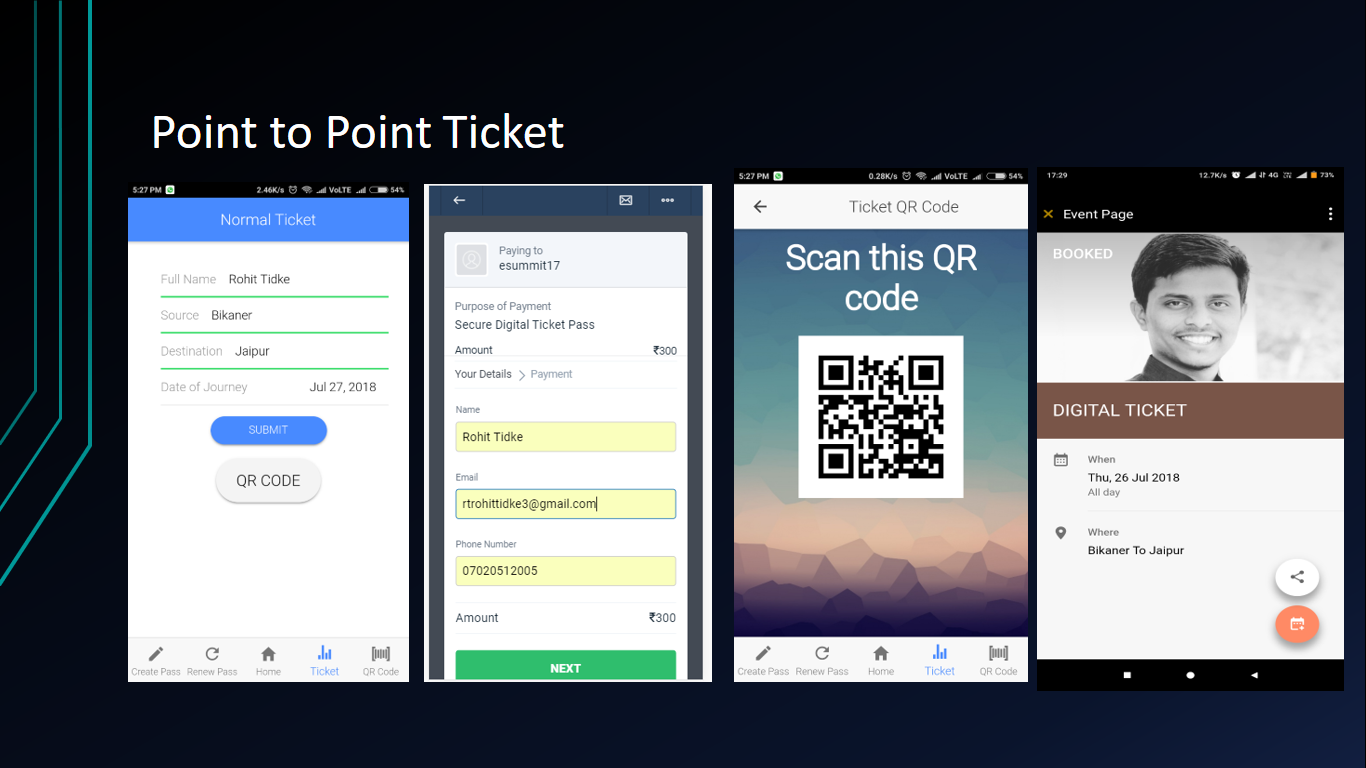 Point to Point Ticket
5:27 PM 2.46K/s VoLTE 54%
Normal Ticket
Full Name Rohit Tidke
Source Bikaner
Destination Jaipur
Date of Journey Jul 27, 2018
SUBMIT
QR CODE
Create Pass Renew Pass Home Ticket QR Code
Paying to
esummit17
Purpose of Payment
Secure Digital Ticket Pass
Amount ₹300
Your Details > Payment
Name
Rohit Tidke
Email
rtrohittidke3@gmail.com
Phone Number
07020512005
Amount ₹300
NEXT
5:27 PM 0.28K/s VoLTE 54%
Ticket QR Code
Scan this QR
code
Create Pass Renew Pass Home Ticket QR Code
17:29 12.7K/s 4G 73%
Event Page
BOOKED
DIGITAL TICKET
When
Thu, 26 Jul 2018
All day
Where
Bikaner To Jaipur